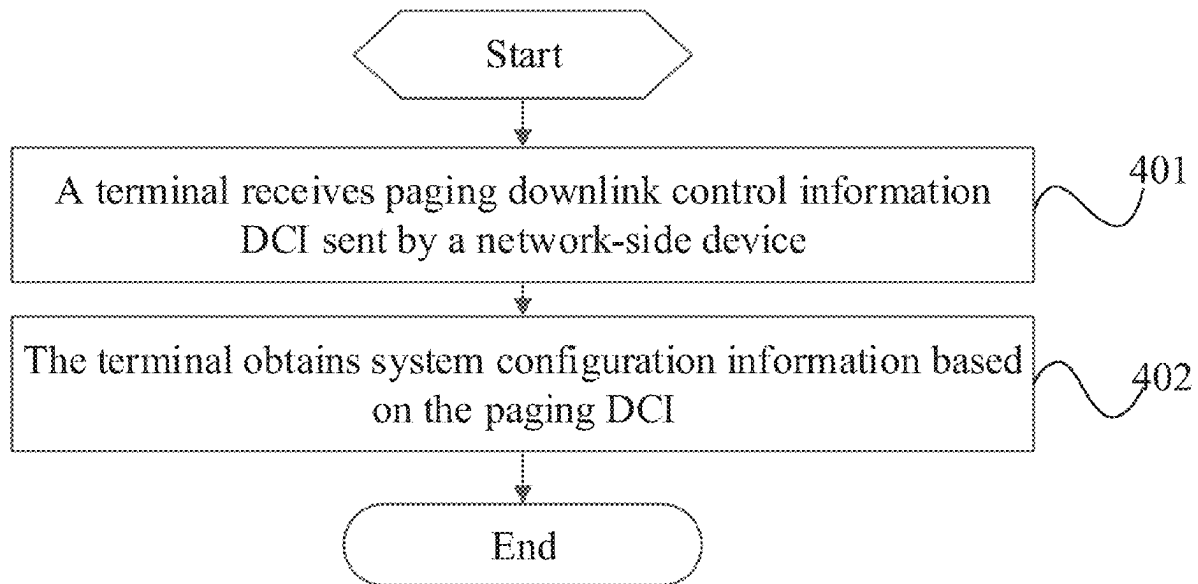 Start
A terminal receives paging downlink control information
DCI sent by a network-side device
401
The terminal obtains system configuration information based
on the paging DCI
402
End